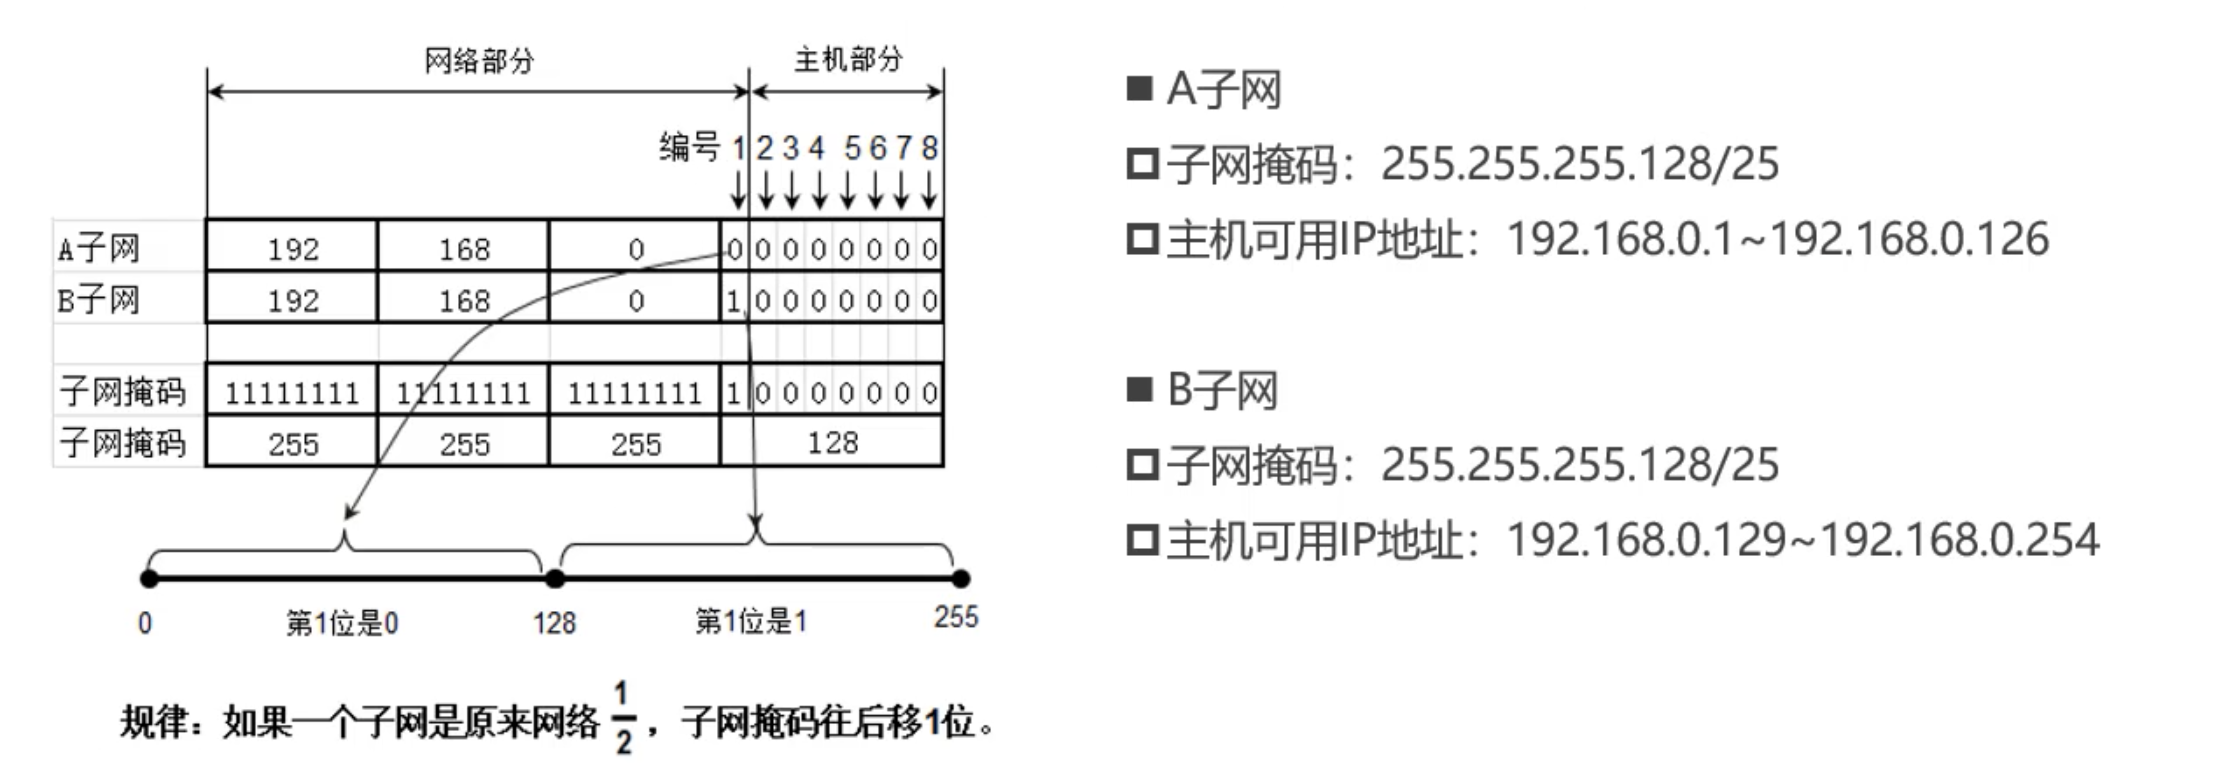 网络部分 主机部分
编号 1 2 3 4 5 6 7 8
A子网 192 168 0 0 0 0 0 0 0 0 0
B子网 192 168 0 1 0 0 0 0 0 0 0
子网掩码 11111111 11111111 11111111 1 0 0 0 0 0 0 0
子网掩码 255 255 255 128
0 第1位是0 128 第1位是1 255
规律：如果一个子网是原来网络 1/2，子网掩码往后移1位。
■ A子网
子网掩码：255.255.255.128/25
主机可用IP地址：192.168.0.1~192.168.0.126
■ B子网
子网掩码：255.255.255.128/25
主机可用IP地址：192.168.0.129~192.168.0.254